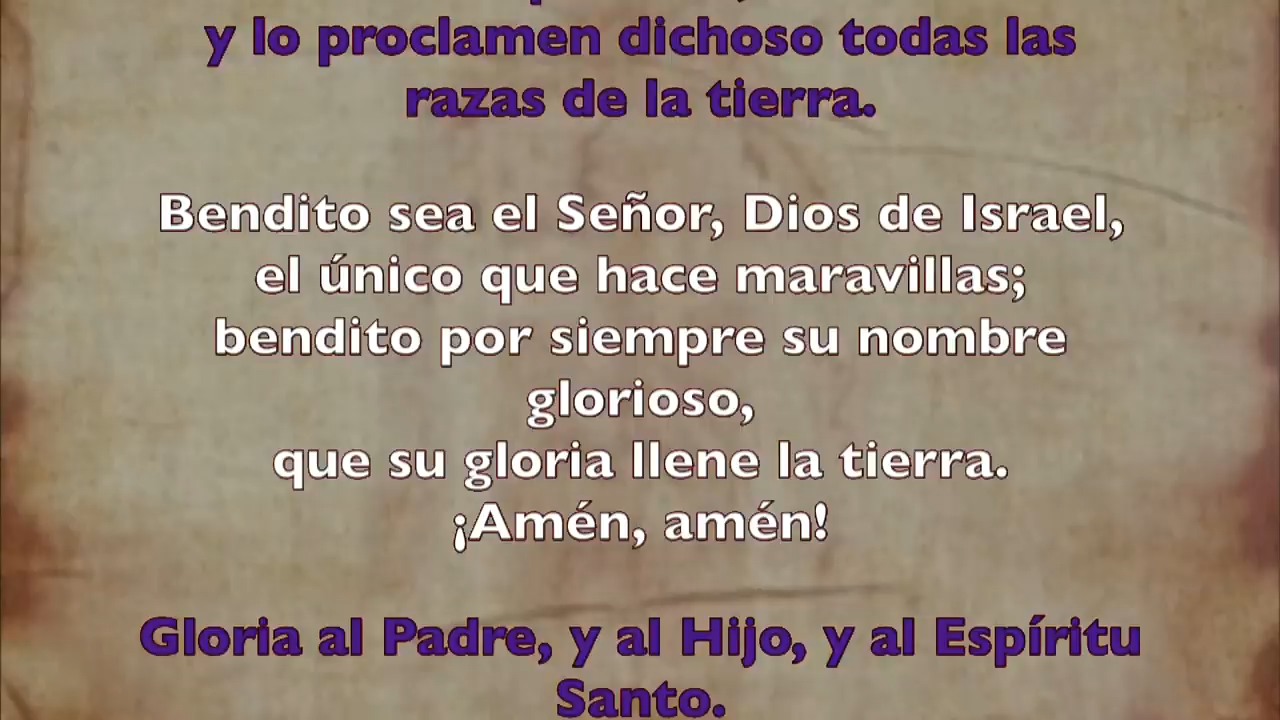 y lo proclamen dichoso todas las
razas de la tierra.
Bendito sea el Señor, Dios de Israel,
el único que hace maravillas;
bendito por siempre su nombre
glorioso,
que su gloria llene la tierra.
¡Amén, amén!
Gloria al Padre, y al Hijo, y al Espíritu
Santo.